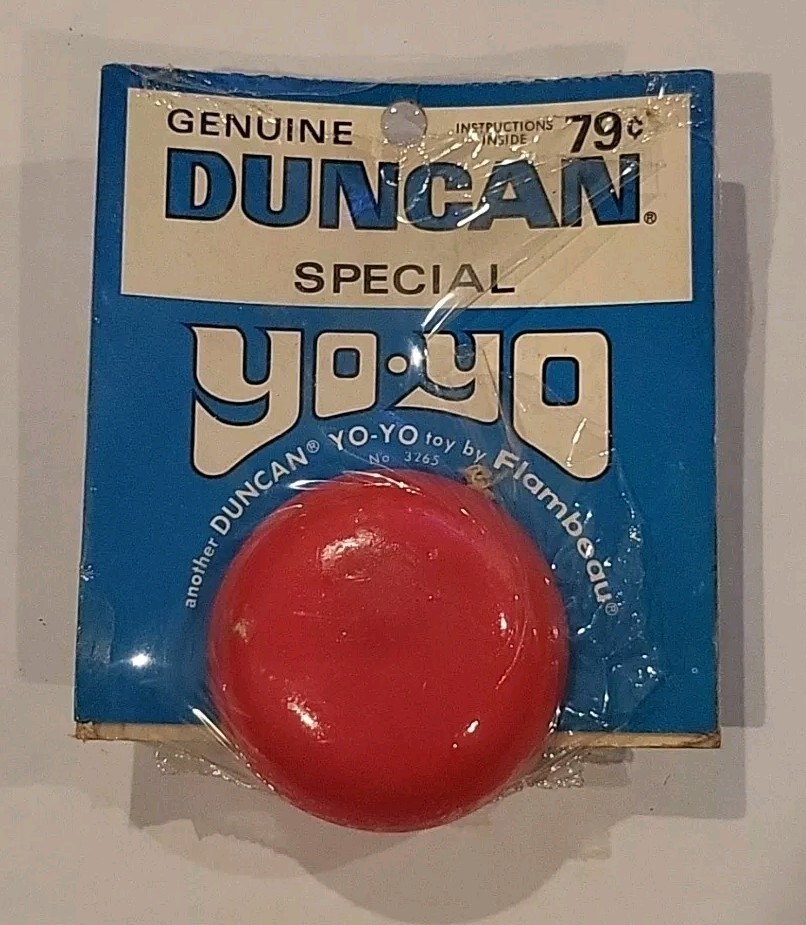 GENUINE
INSTRUCTIONS
INSIDE
79¢
DUNCAN®
SPECIAL
yo·yo
another DUNCAN® YO-YO toy by Flambeau®
No 3265